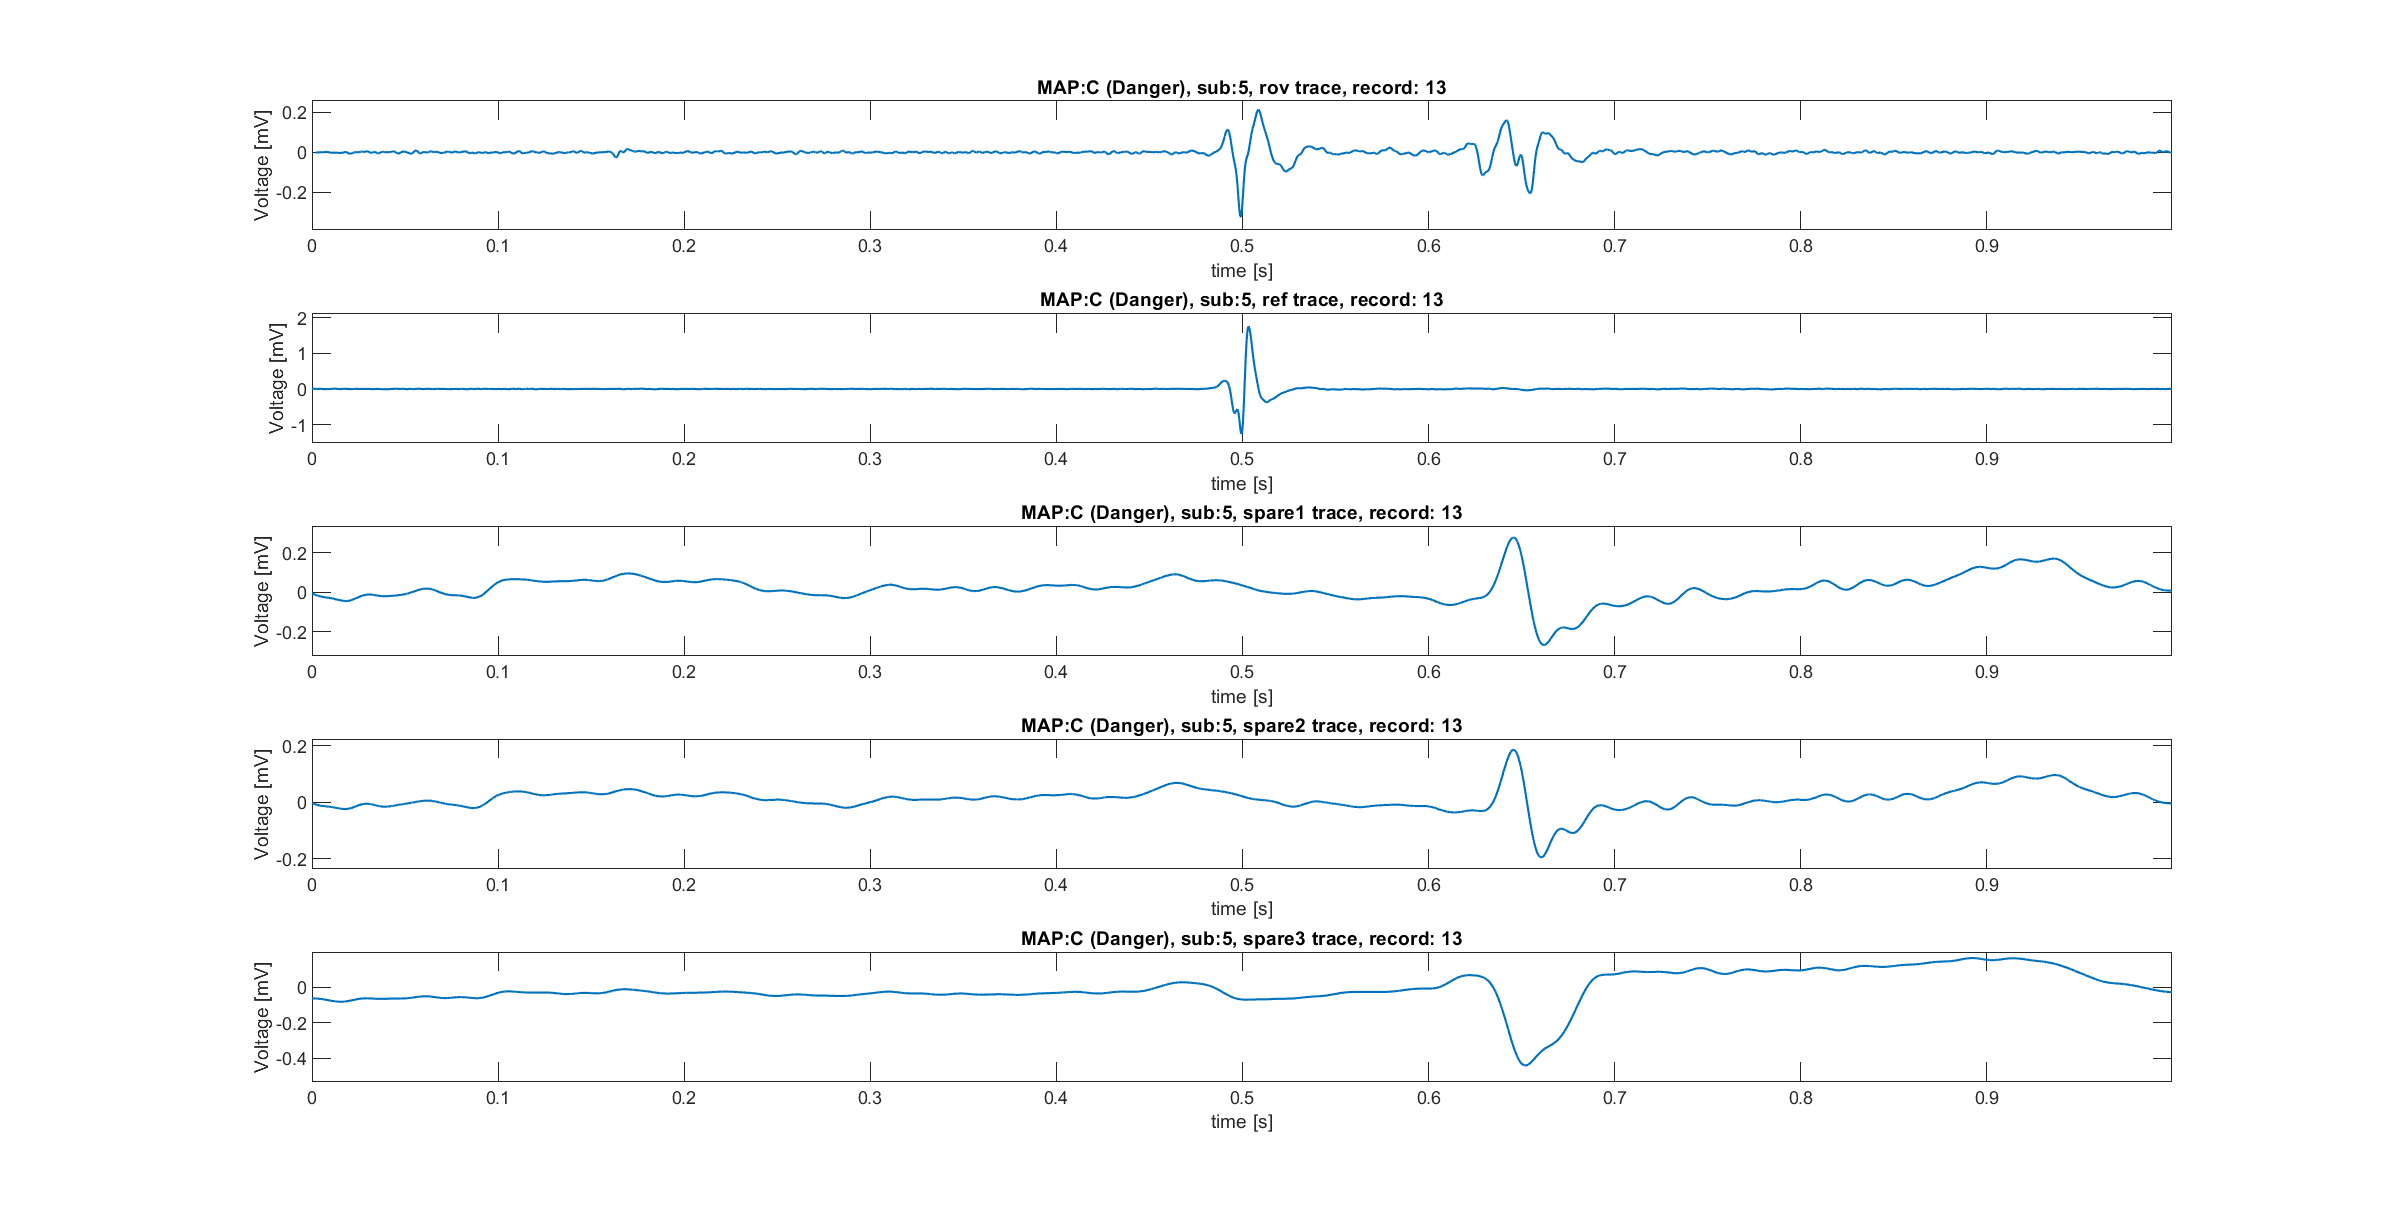 MAP:C (Danger), sub:5, rov trace, record: 13
Voltage [mV]
0.2
0
-0.2
0 0.1 0.2 0.3 0.4 0.5 0.6 0.7 0.8 0.9
time [s]
MAP:C (Danger), sub:5, ref trace, record: 13
Voltage [mV]
2
1
0
-1
0 0.1 0.2 0.3 0.4 0.5 0.6 0.7 0.8 0.9
time [s]
MAP:C (Danger), sub:5, spare1 trace, record: 13
Voltage [mV]
0.2
0
-0.2
0 0.1 0.2 0.3 0.4 0.5 0.6 0.7 0.8 0.9
time [s]
MAP:C (Danger), sub:5, spare2 trace, record: 13
Voltage [mV]
0.2
0
-0.2
0 0.1 0.2 0.3 0.4 0.5 0.6 0.7 0.8 0.9
time [s]
MAP:C (Danger), sub:5, spare3 trace, record: 13
Voltage [mV]
0
-0.2
-0.4
0 0.1 0.2 0.3 0.4 0.5 0.6 0.7 0.8 0.9
time [s]